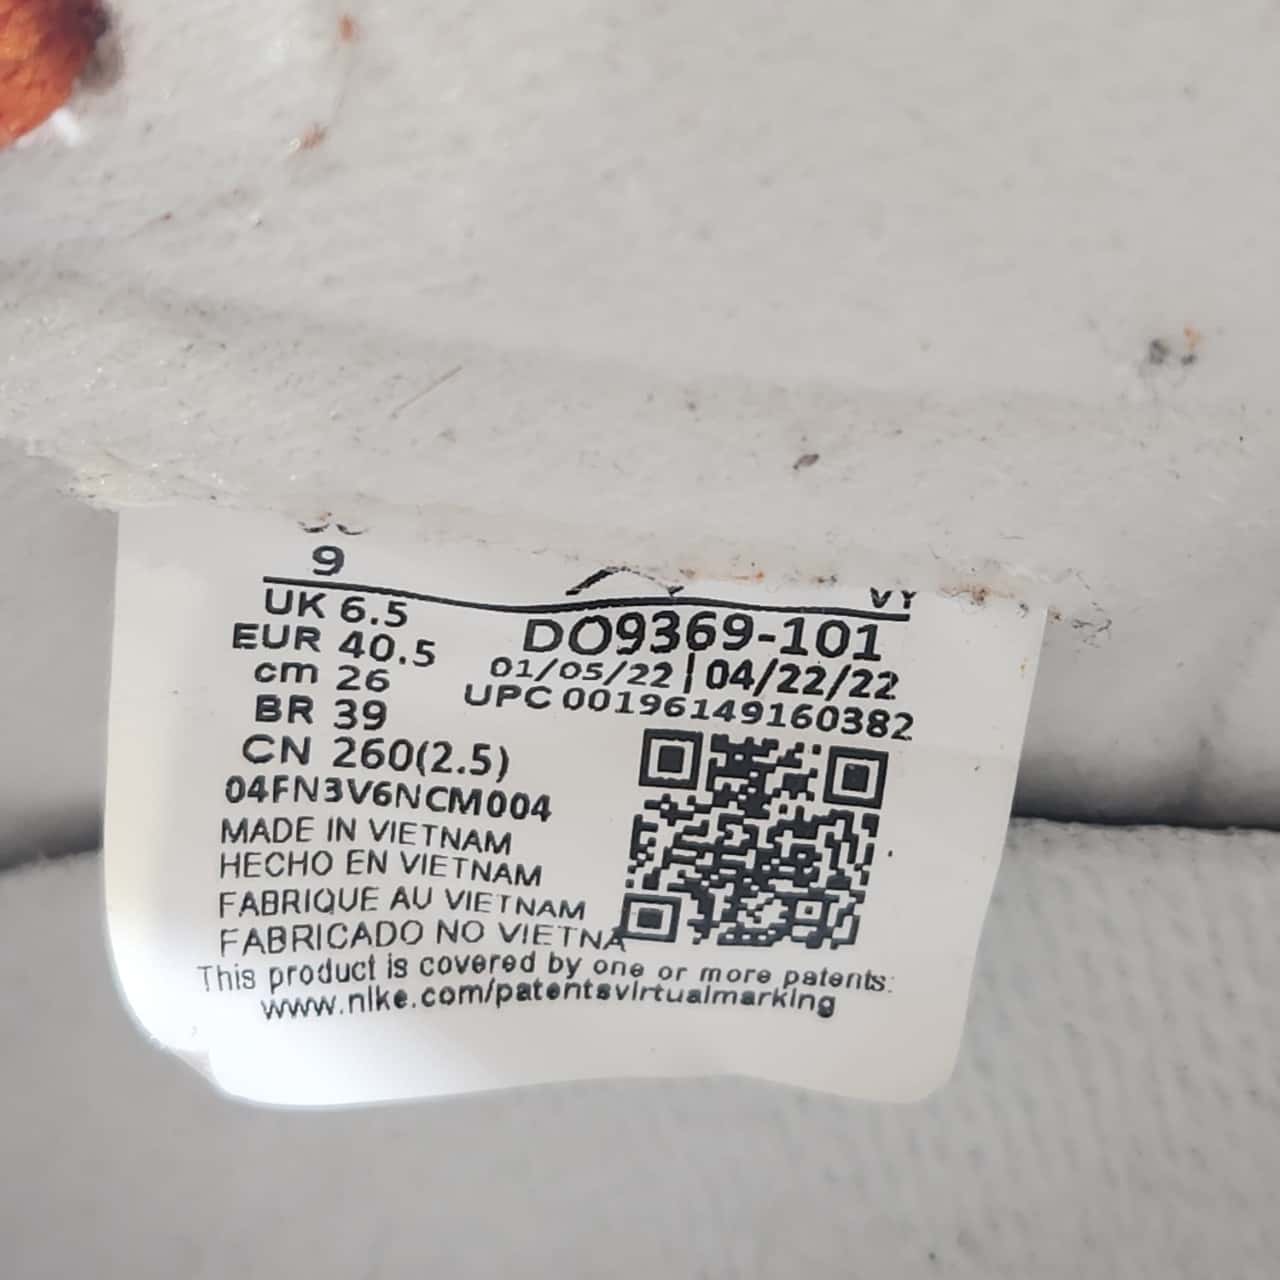 9
VY
UK 6.5
EUR 40.5
cm 26
BR 39
CN 260(2.5)
DO9369-101
01/05/22 | 04/22/22
UPC 00196149160382
04FN3V6NCM004
MADE IN VIETNAM
HECHO EN VIETNAM
FABRIQUE AU VIETNAM
FABRICADO NO VIETNA
This product is covered by one or more patents:
www.nike.com/patentsvirtualmarking